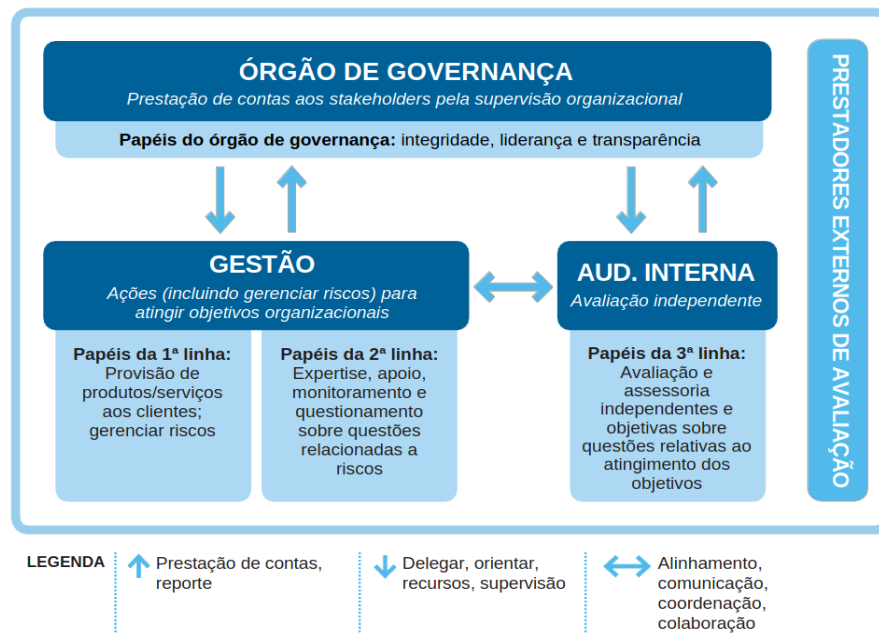 ÓRGÃO DE GOVERNANÇA
Prestação de contas aos stakeholders pela supervisão organizacional
Papéis do órgão de governança: integridade, liderança e transparência
GESTÃO
Ações (incluindo gerenciar riscos) para
atingir objetivos organizacionais
Papéis da 1ª linha:
Provisão de
produtos/serviços
aos clientes;
gerenciar riscos
Papéis da 2ª linha:
Expertise, apoio,
monitoramento e
questionamento
sobre questões
relacionadas a
riscos
AUD. INTERNA
Avaliação independente
Papéis da 3ª linha:
Avaliação e
assessoria
independentes e
objetivas sobre
questões relativas ao
atingimento dos
objetivos
PRESTADORES EXTERNOS DE AVALIAÇÃO
LEGENDA
Prestação de contas,
reporte
Delegar, orientar,
recursos, supervisão
Alinhamento,
comunicação,
coordenação,
colaboração